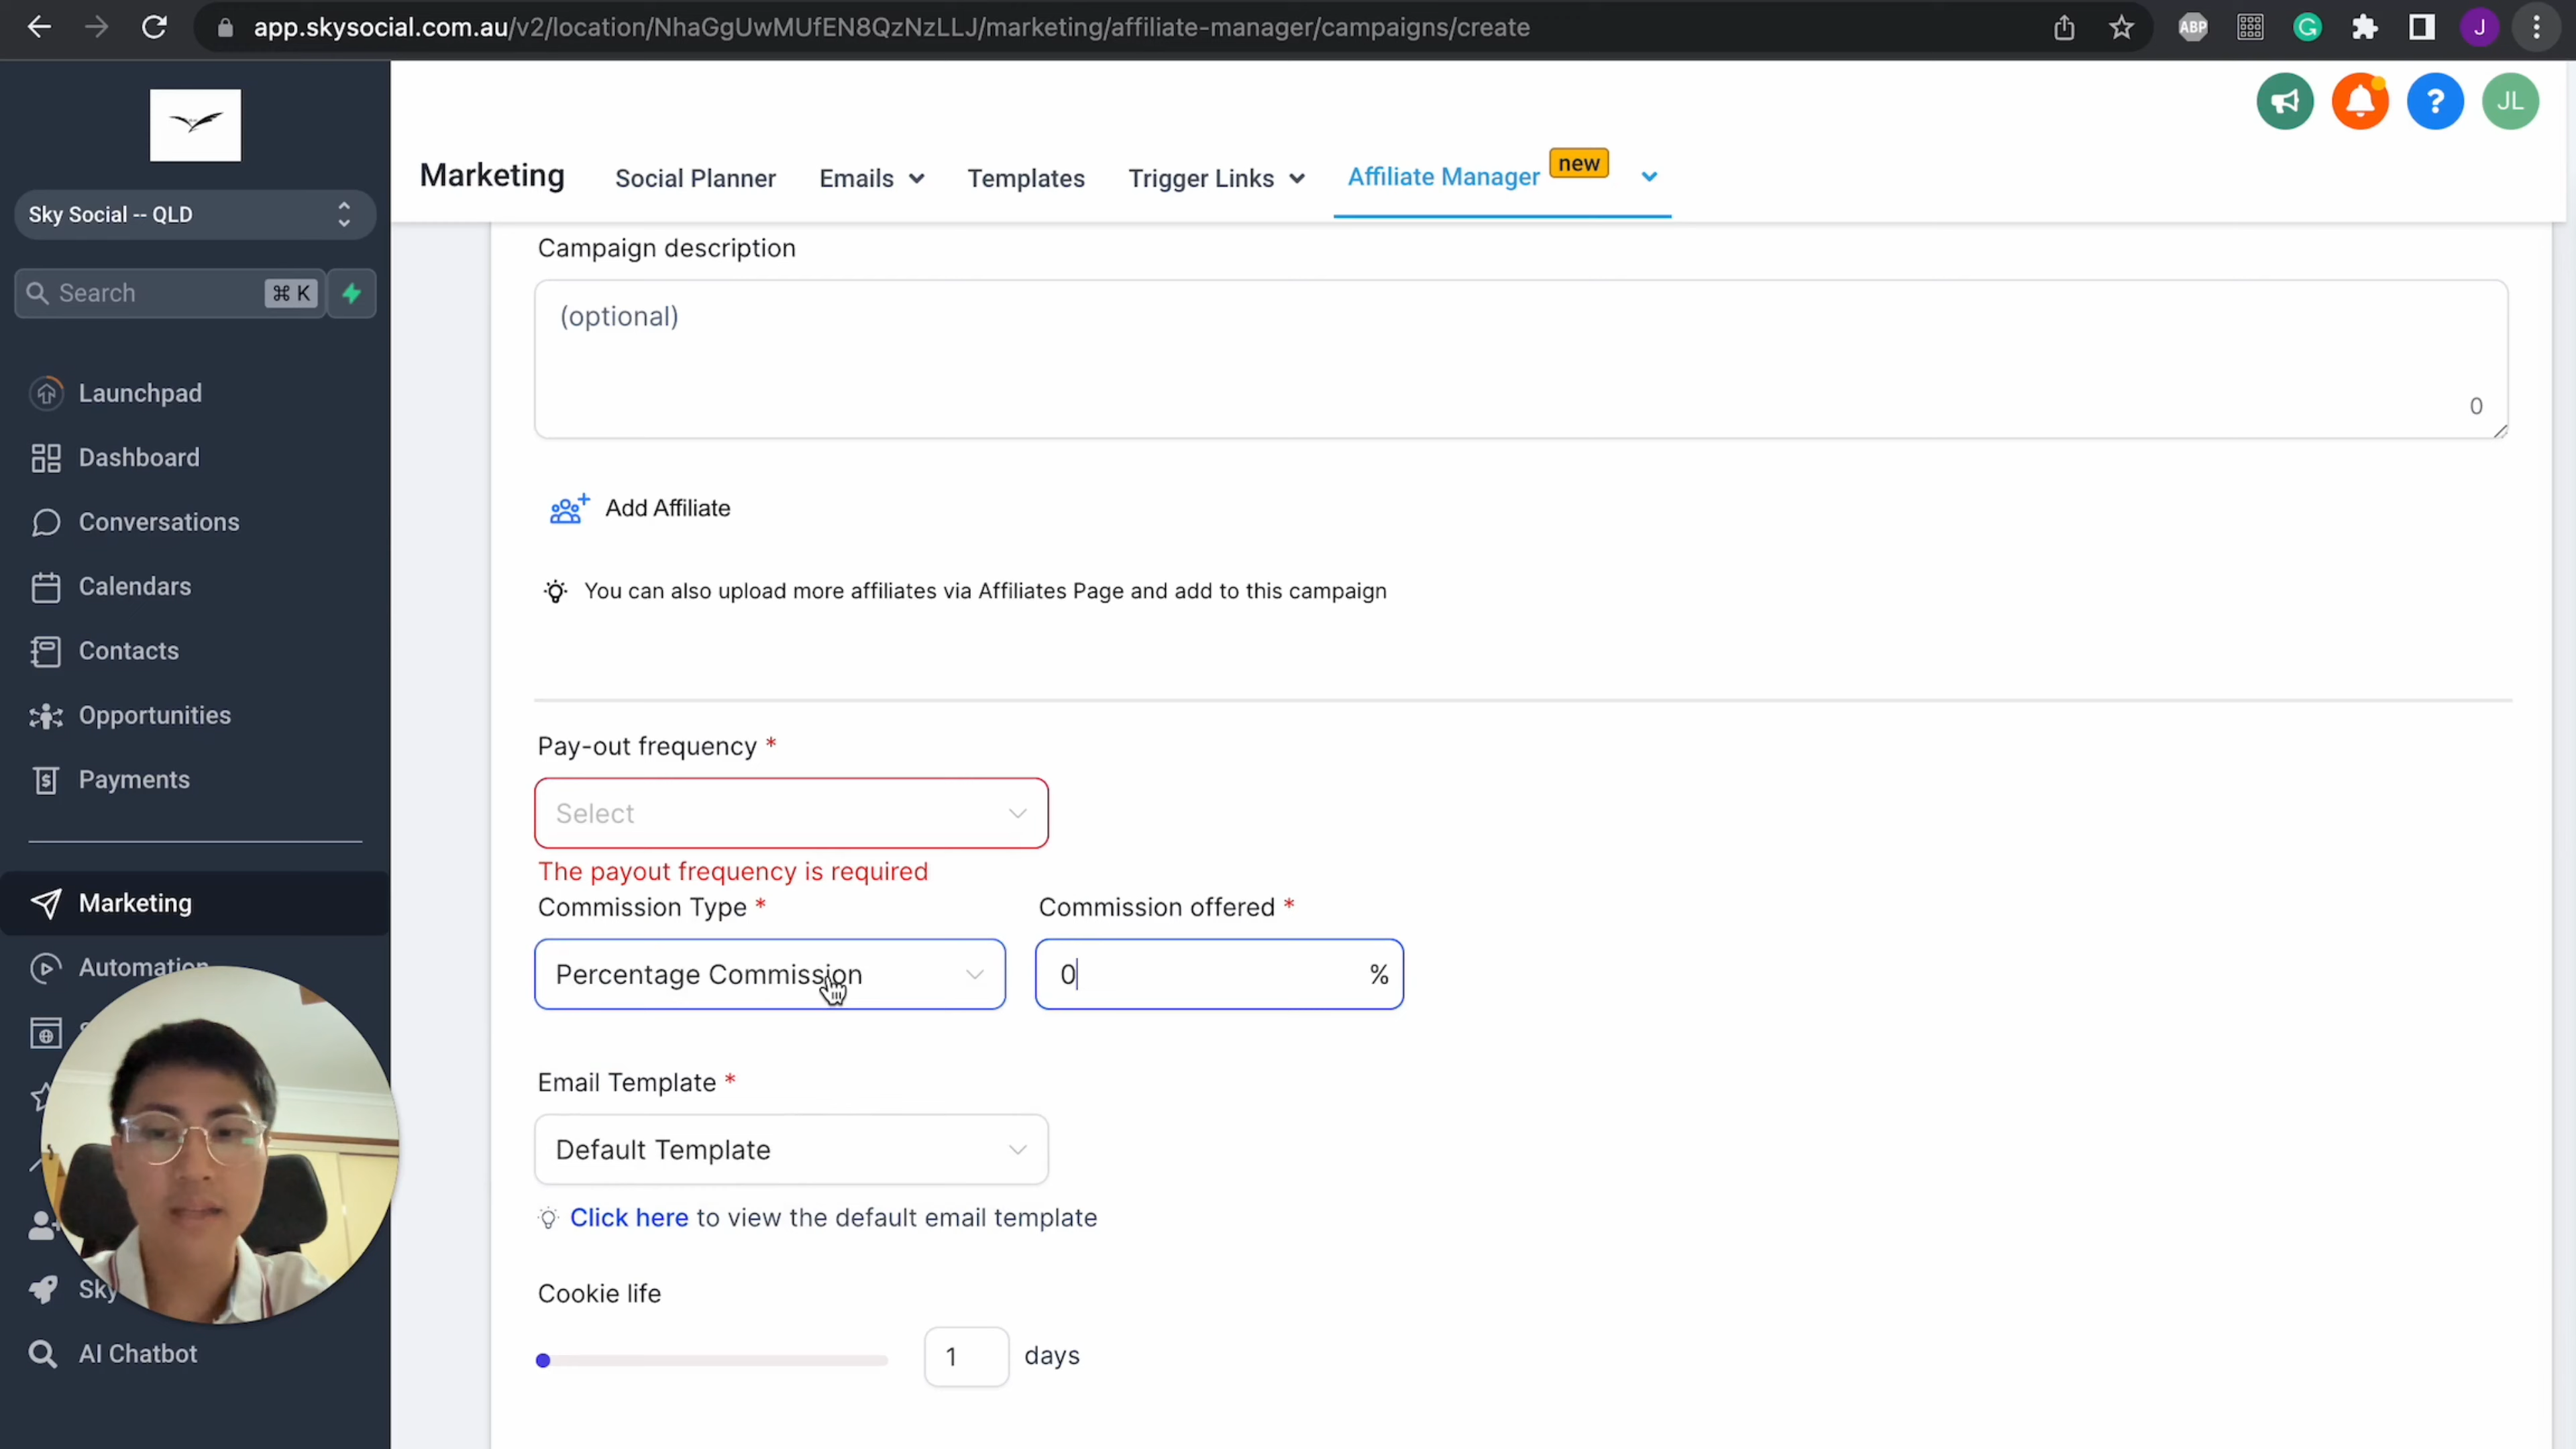 app.skysocial.com.au/v2/location/NhaGgUwMUfEN8QzNzLLJ/marketing/affiliate-manager/campaigns/create
ABP
G
J
JL
?
Marketing
Social Planner
Emails
Templates
Trigger Links
Affiliate Manager
new
Sky Social -- QLD
Search
⌘ K
Launchpad
Dashboard
Conversations
Calendars
Contacts
Opportunities
Payments
Marketing
Automation
Sky
AI Chatbot
Campaign description
(optional)
0
Add Affiliate
You can also upload more affiliates via Affiliates Page and add to this campaign
Pay-out frequency *
Select
The payout frequency is required
Commission Type *
Commission offered *
Percentage Commission
0
%
Email Template *
Default Template
Click here to view the default email template
Cookie life
1
days